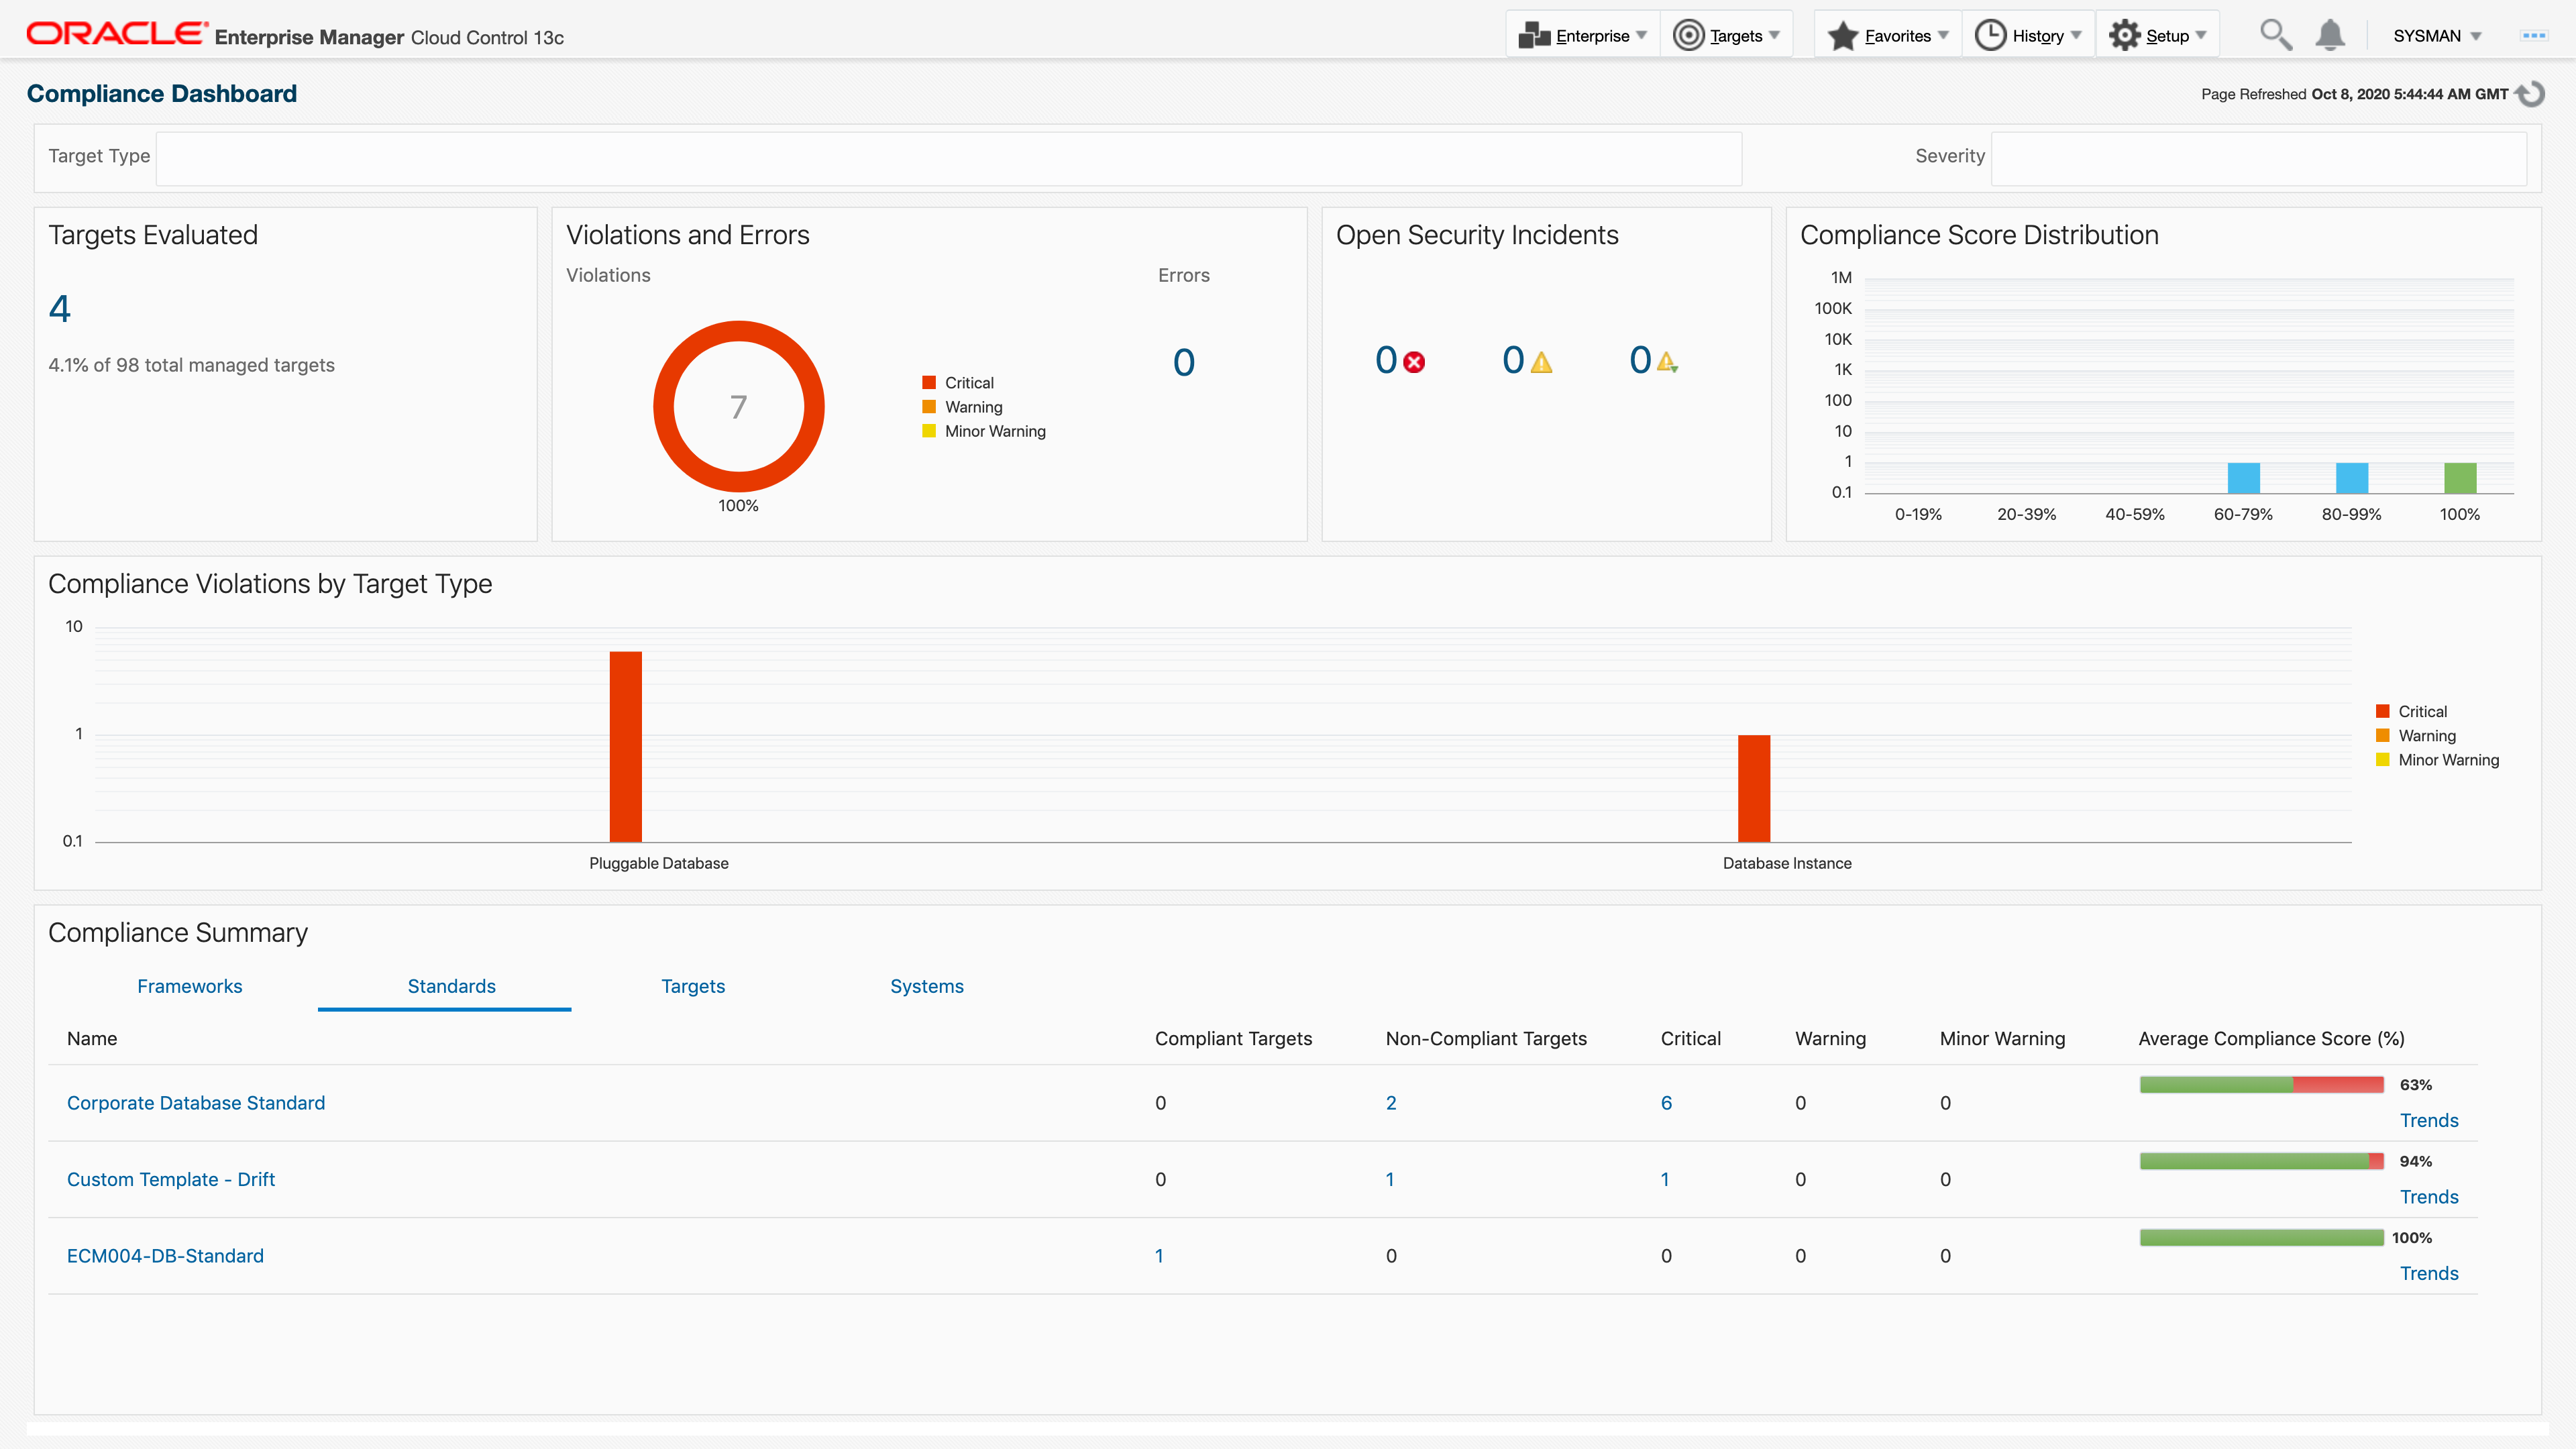 ORACLE Enterprise Manager Cloud Control 13c
Enterprise
Targets
Favorites
History
Setup
SYSMAN
Compliance Dashboard
Page Refreshed Oct 8, 2020 5:44:44 AM GMT
Target Type
Severity
Targets Evaluated
4
4.1% of 98 total managed targets
Violations and Errors
Violations
Errors
7
100%
Critical
Warning
Minor Warning
0
Open Security Incidents
0 0 0
Compliance Score Distribution
1M
100K
10K
1K
100
10
1
0.1
0-19% 20-39% 40-59% 60-79% 80-99% 100%
Compliance Violations by Target Type
10
1
0.1
Pluggable Database
Database Instance
Critical
Warning
Minor Warning
Compliance Summary
Frameworks Standards Targets Systems
Name Compliant Targets Non-Compliant Targets Critical Warning Minor Warning Average Compliance Score (%)
Corporate Database Standard 0 2 6 0 0 63%
Trends
Custom Template - Drift 0 1 1 0 0 94%
Trends
ECM004-DB-Standard 1 0 0 0 0 100%
Trends